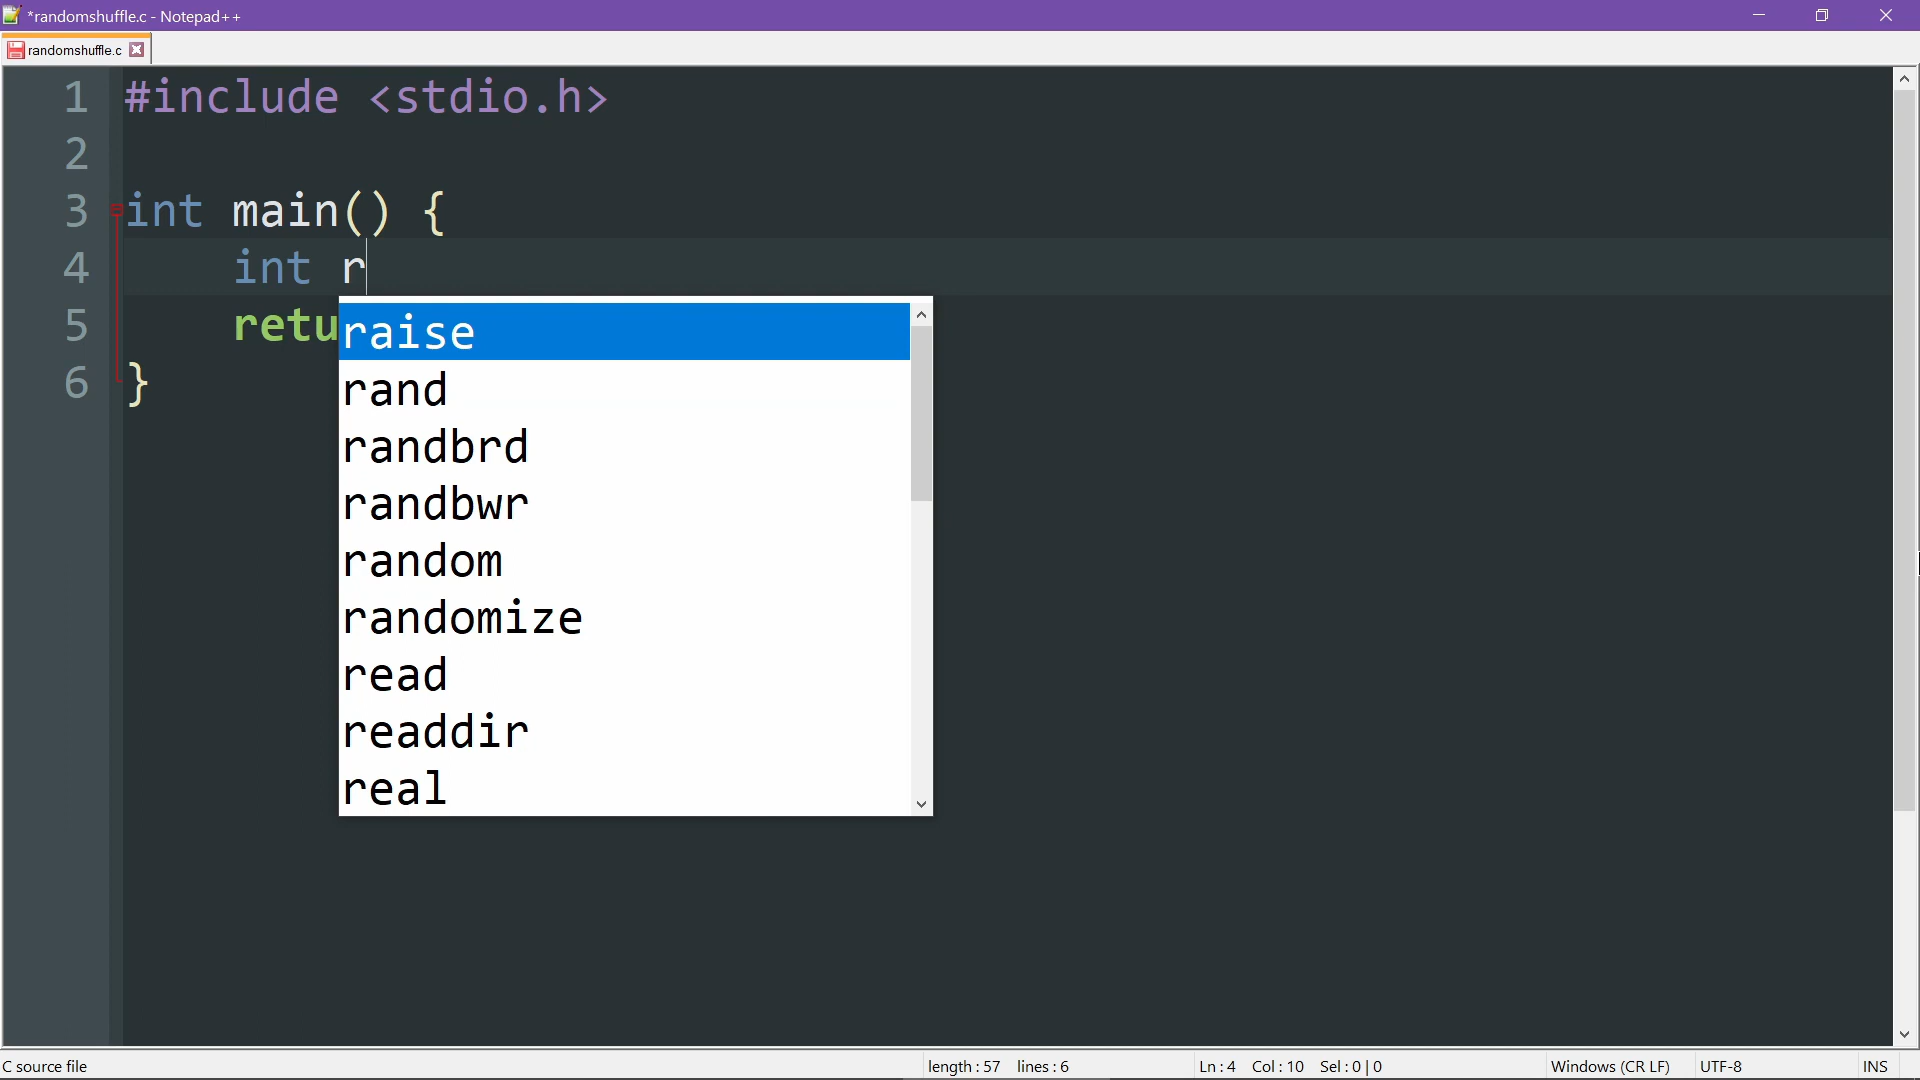 *randomshuffle.c - Notepad++
randomshuffle.c
1 #include <stdio.h>
2
3 int main() {
4 int r
5 retu
6 }
raise
rand
randbrd
randbwr
random
randomize
read
readdir
real
C source file length : 57 lines : 6 Ln : 4 Col : 10 Sel : 0 | 0 Windows (CR LF) UTF-8 INS